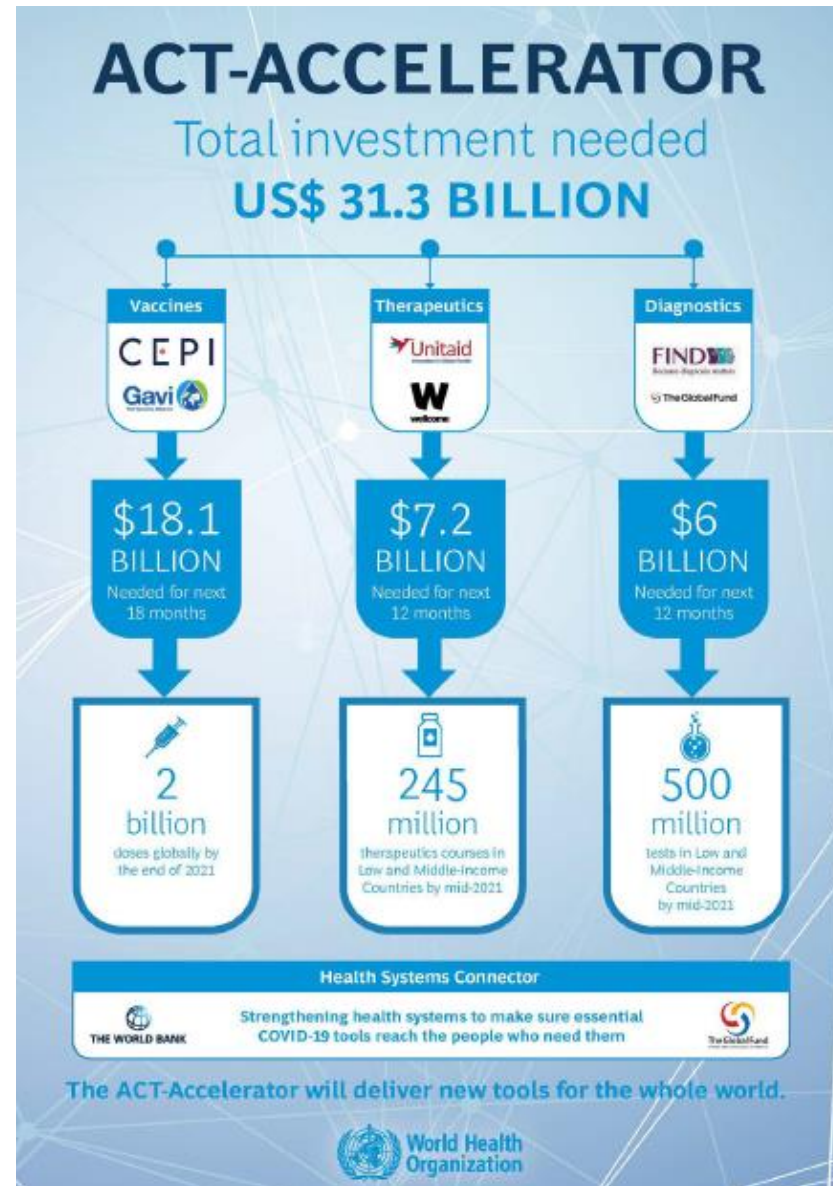 ACT-ACCELERATOR
Total investment needed
US$ 31.3 BILLION
Vaccines
CEPI
Gavi
Therapeutics
Unitaid
W
wellcome
Diagnostics
FIND
Because diagnosis matters
The Global Fund
$18.1
BILLION
Needed for next
18 months
$7.2
BILLION
Needed for next
12 months
$6
BILLION
Needed for next
12 months
2
billion
doses globally by
the end of 2021
245
million
therapeutics courses in
Low and Middle-Income
Countries by mid-2021
500
million
tests in Low and
Middle-Income
Countries
by mid-2021
Health Systems Connector
THE WORLD BANK
Strengthening health systems to make sure essential
COVID-19 tools reach the people who need them
The Global Fund
The ACT-Accelerator will deliver new tools for the whole world.
World Health
Organization